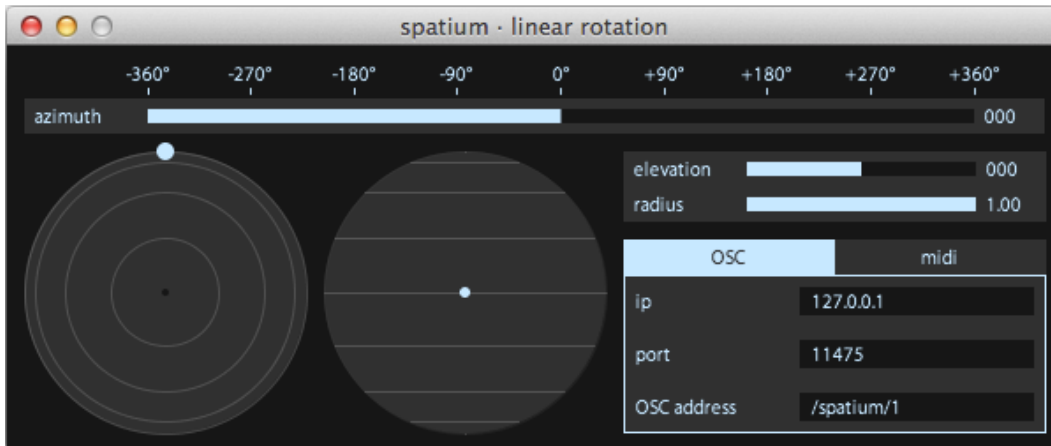 spatium · linear rotation
-360° -270° -180° -90° 0° +90° +180° +270° +360°
azimuth 000
elevation 000
radius 1.00
OSC midi
ip 127.0.0.1
port 11475
OSC address /spatium/1